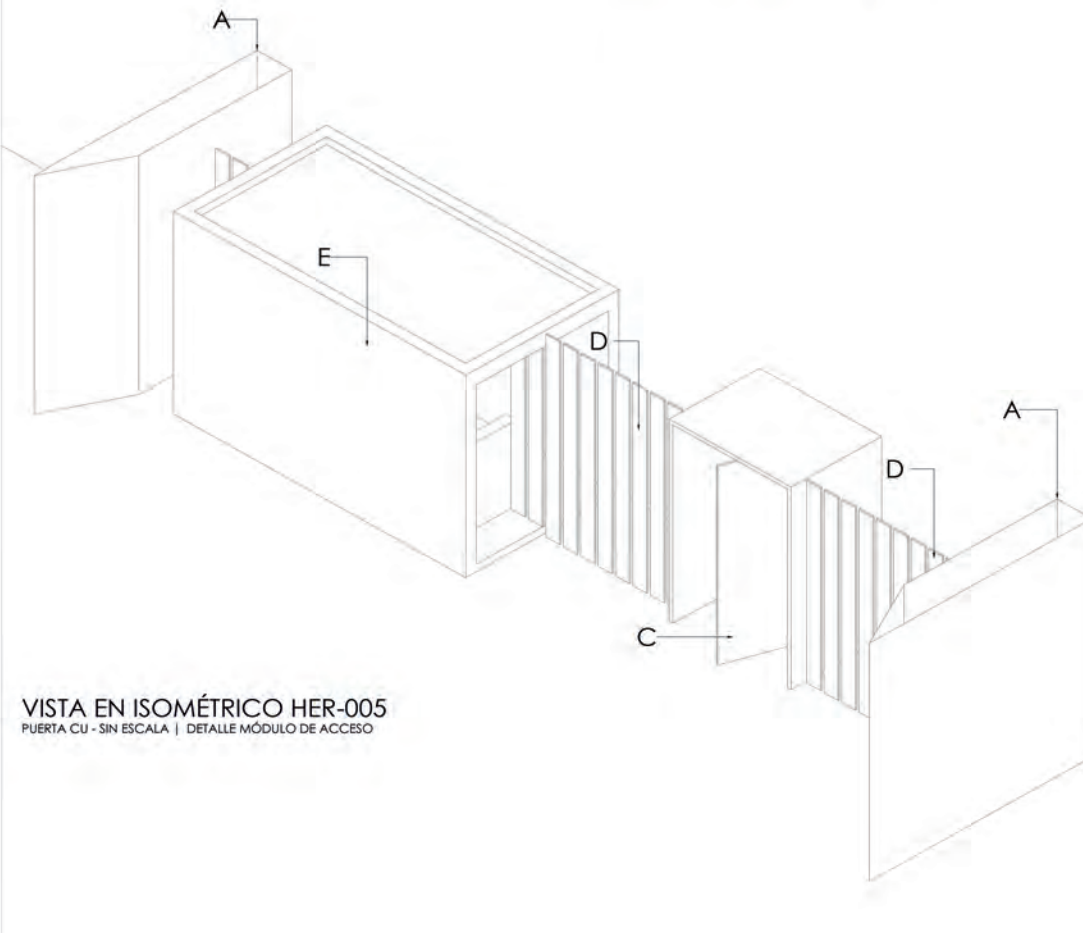 A
E
D
A
D
C
VISTA EN ISOMÉTRICO HER-005
PUERTA CU - SIN ESCALA | DETALLE MÓDULO DE ACCESO